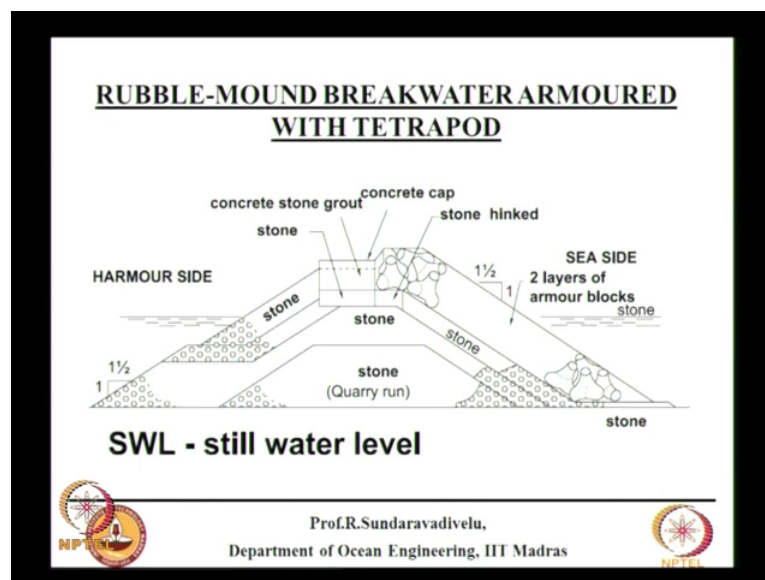 RUBBLE-MOUND BREAKWATER ARMOURED
WITH TETRAPOD
concrete cap
concrete stone grout
stone hinked
stone
SEA SIDE
HARMOUR SIDE
1½
1
2 layers of
armour blocks
stone
stone
stone
stone
1½
1
stone
(Quarry run)
stone
SWL - still water level
Prof.R.Sundaravadivelu,
Department of Ocean Engineering, IIT Madras
NPTEL
NPTEL